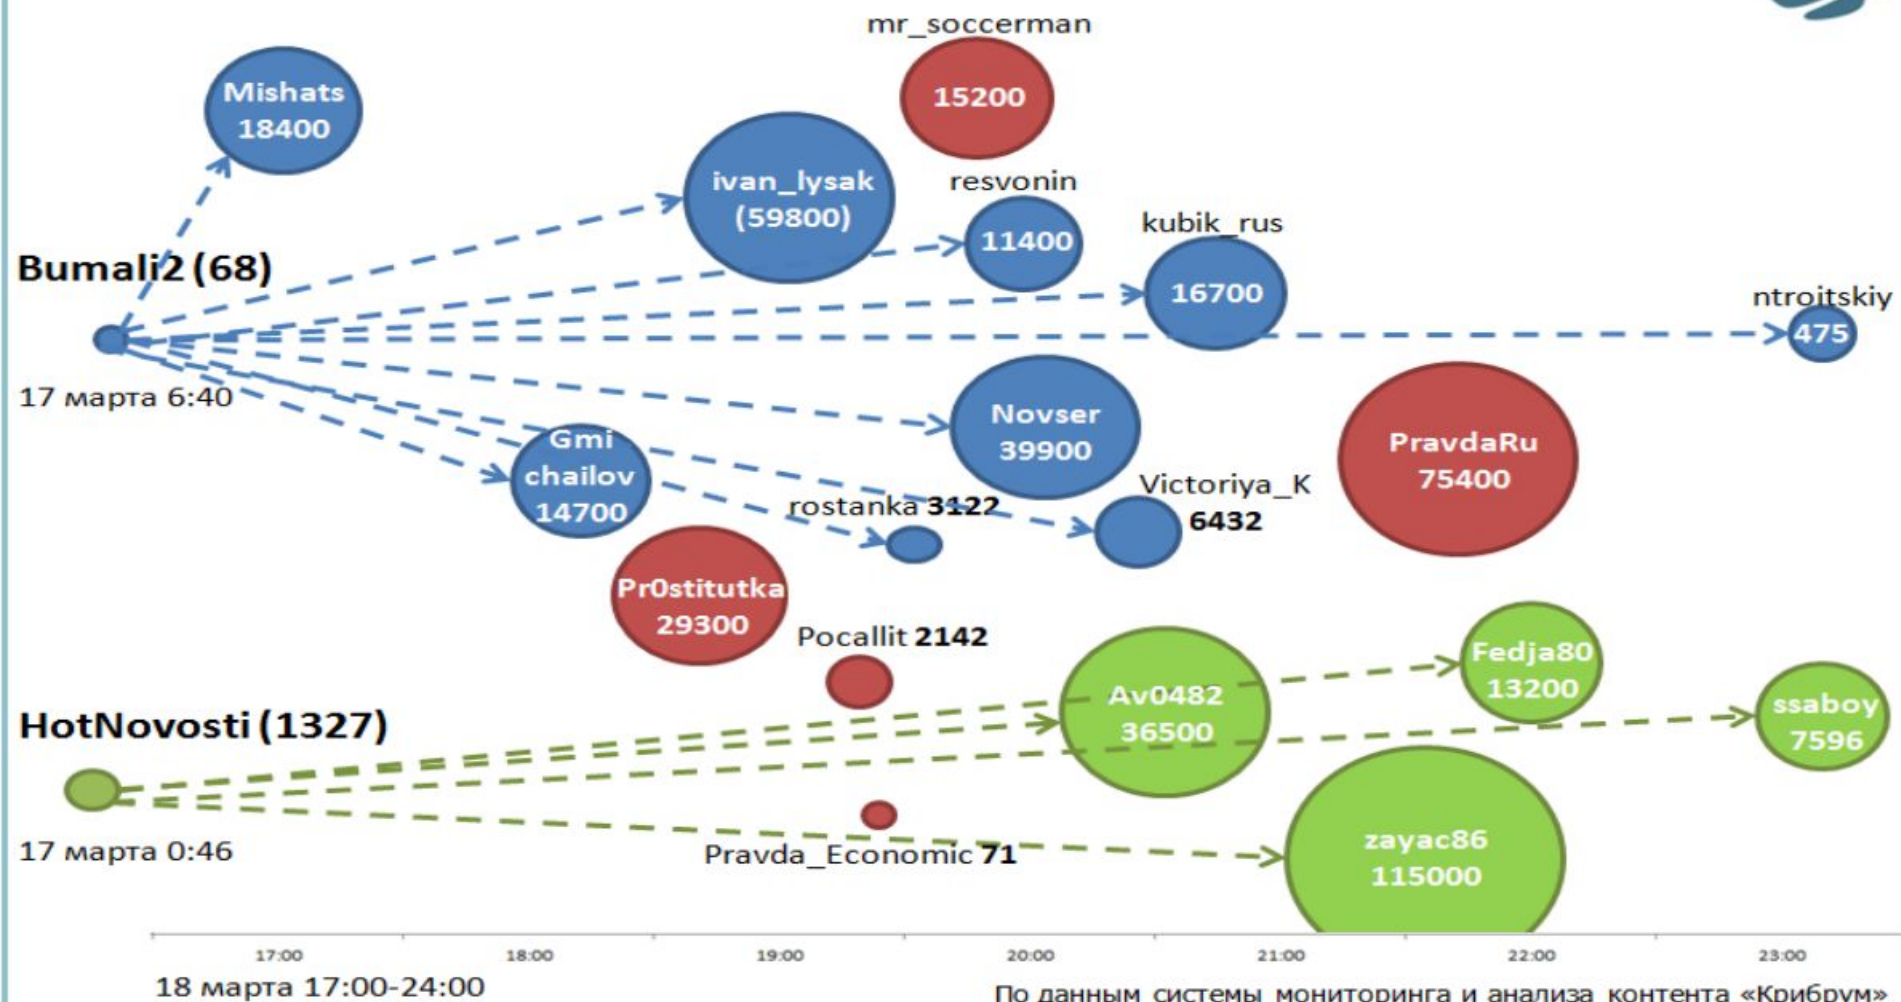 mr_soccerman
15200
Mishats
18400
ivan_lysak
(59800)
resvonin
11400
kubik_rus
16700
Bumali2 (68)
ntroitskiy
475
17 марта 6:40
Novser
39900
PravdaRu
75400
Gmi
chailov
14700
rostanka 3122
Victoriya_K
6432
Pr0stitutka
29300
Pocallit 2142
Av0482
36500
Fedja80
13200
ssaboy
7596
HotNovosti (1327)
17 марта 0:46
Pravda_Economic 71
zayac86
115000
17:00 18:00 19:00 20:00 21:00 22:00 23:00
18 марта 17:00-24:00
По данным системы мониторинга и анализа контента «Крибрум»